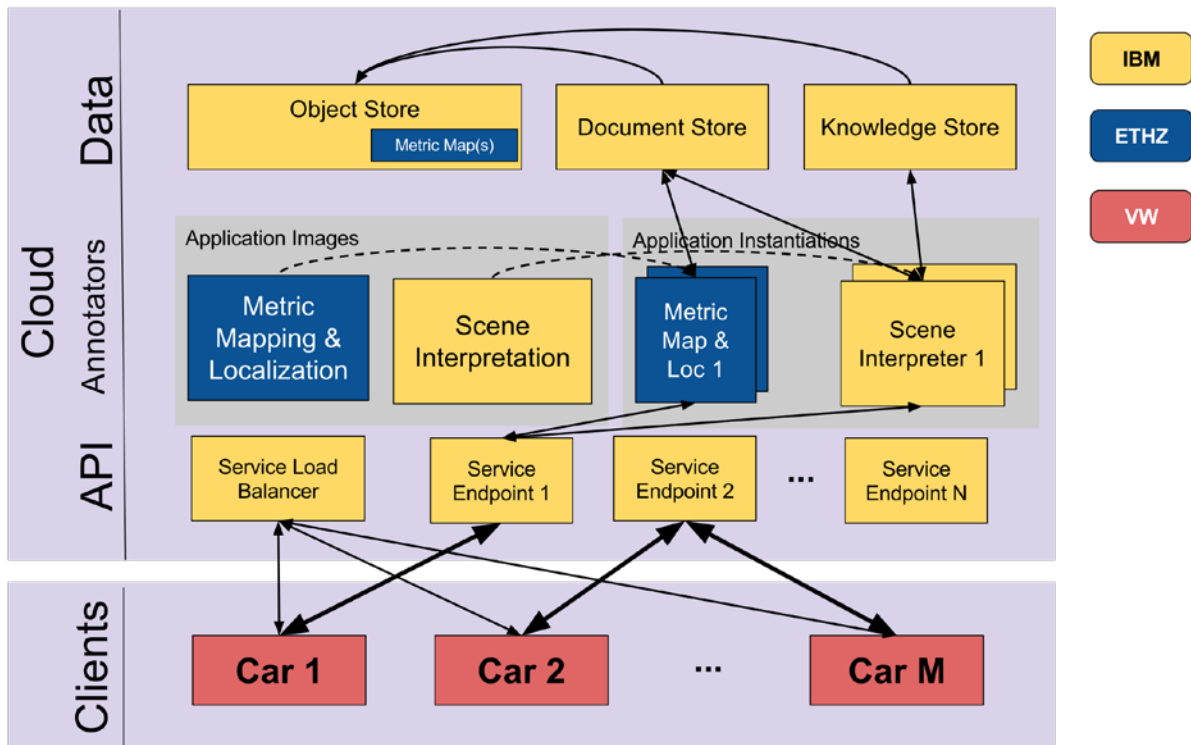 Data
Object Store
Metric Map(s)
Document Store
Knowledge Store
IBM
ETHZ
VW
Cloud
Annotators
Application Images
Metric
Mapping &
Localization
Scene
Interpretation
Application Instantiations
Metric
Map &
Loc 1
Scene
Interpreter 1
API
Service Load
Balancer
Service
Endpoint 1
Service
Endpoint 2
...
Service
Endpoint N
Clients
Car 1
Car 2
...
Car M